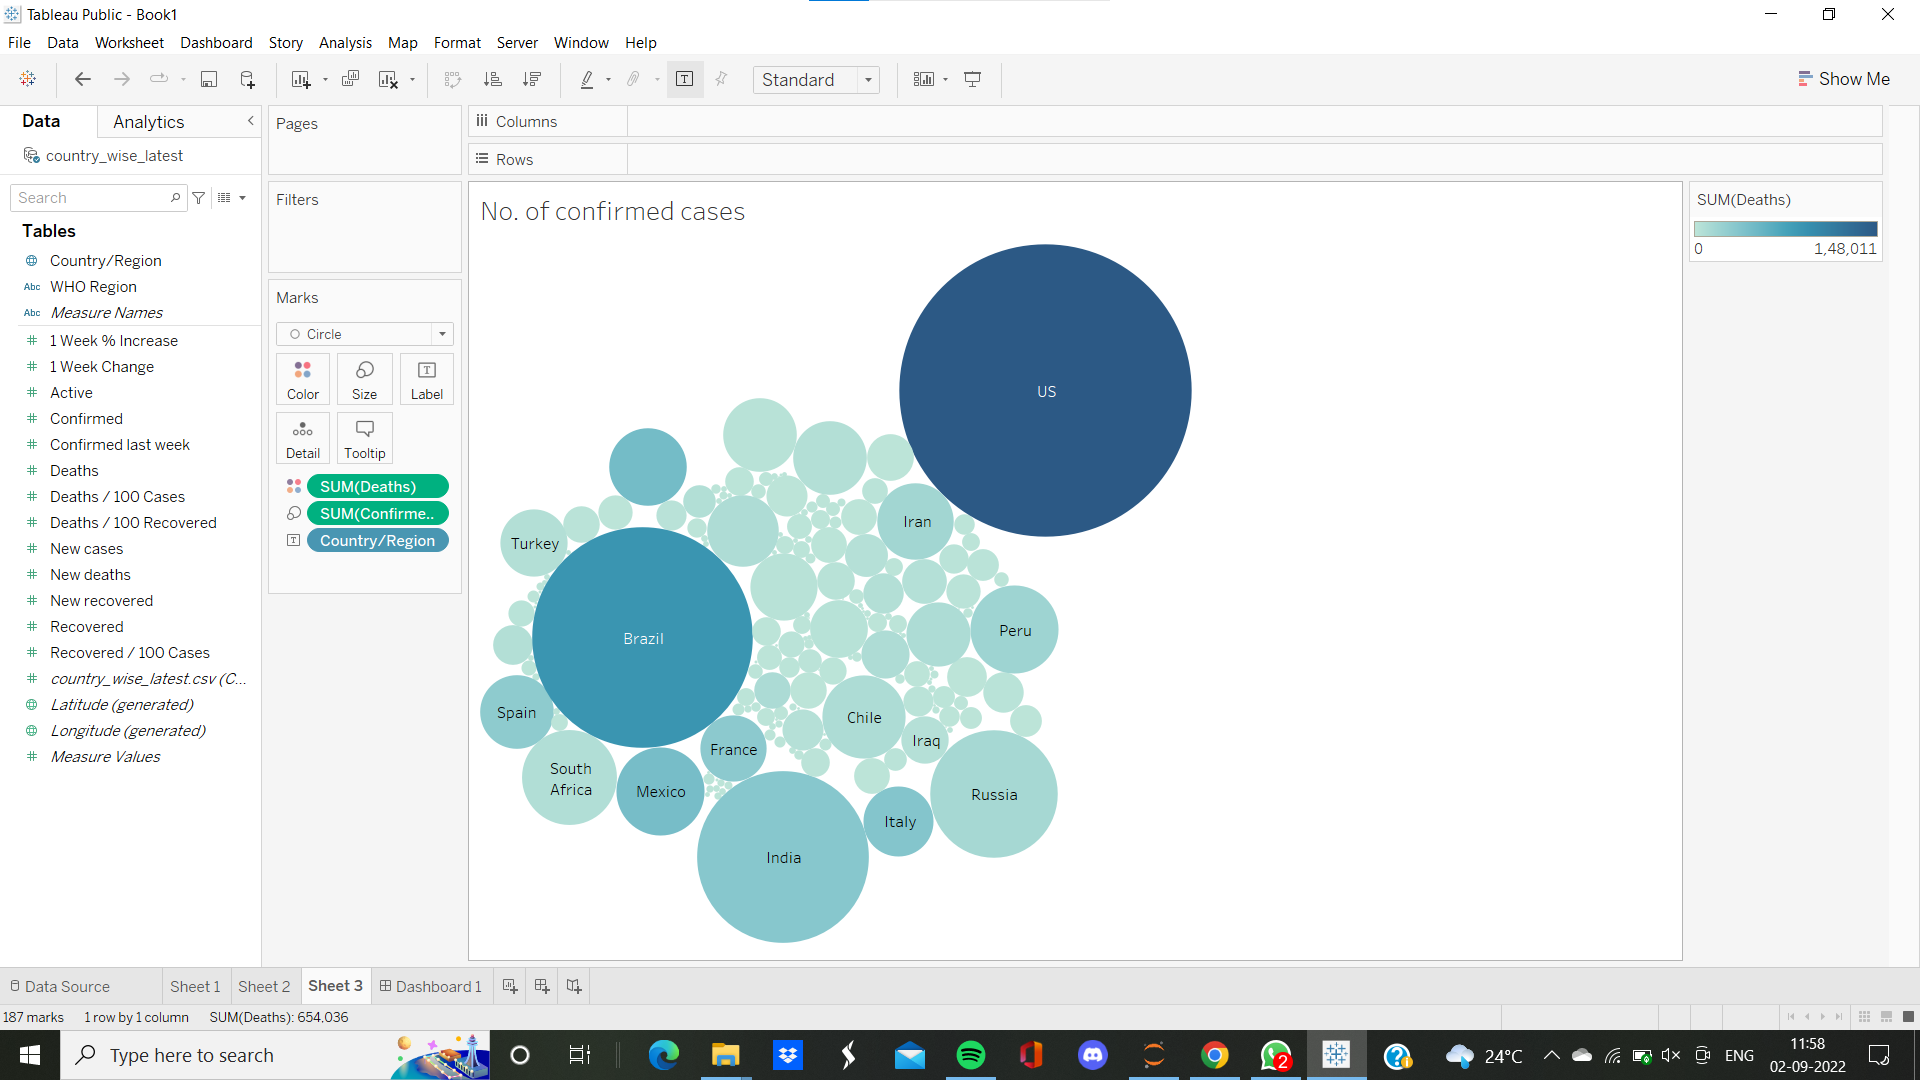 Tableau Public - Book1
File Data Worksheet Dashboard Story Analysis Map Format Server Window Help
Standard
Show Me
Data Analytics
country_wise_latest
Search
Tables
Country/Region
Abc WHO Region
Abc Measure Names
1 Week % Increase
1 Week Change
Active
Confirmed
Confirmed last week
Deaths
Deaths / 100 Cases
Deaths / 100 Recovered
New cases
New deaths
New recovered
Recovered
Recovered / 100 Cases
country_wise_latest.csv (C...
Latitude (generated)
Longitude (generated)
Measure Values
Pages
Filters
Marks
Circle
Color Size Label
Detail Tooltip
SUM(Deaths)
SUM(Confirme..
Country/Region
Columns
Rows
No. of confirmed cases
US
Iran
Turkey
Peru
Brazil
Spain
Chile
Iraq
France
South
Africa
Mexico
Russia
Italy
India
SUM(Deaths)
0 1,48,011
Data Source Sheet 1 Sheet 2 Sheet 3 Dashboard 1
187 marks 1 row by 1 column SUM(Deaths): 654,036
Type here to search
2
24°C
ENG
11:58
02-09-2022